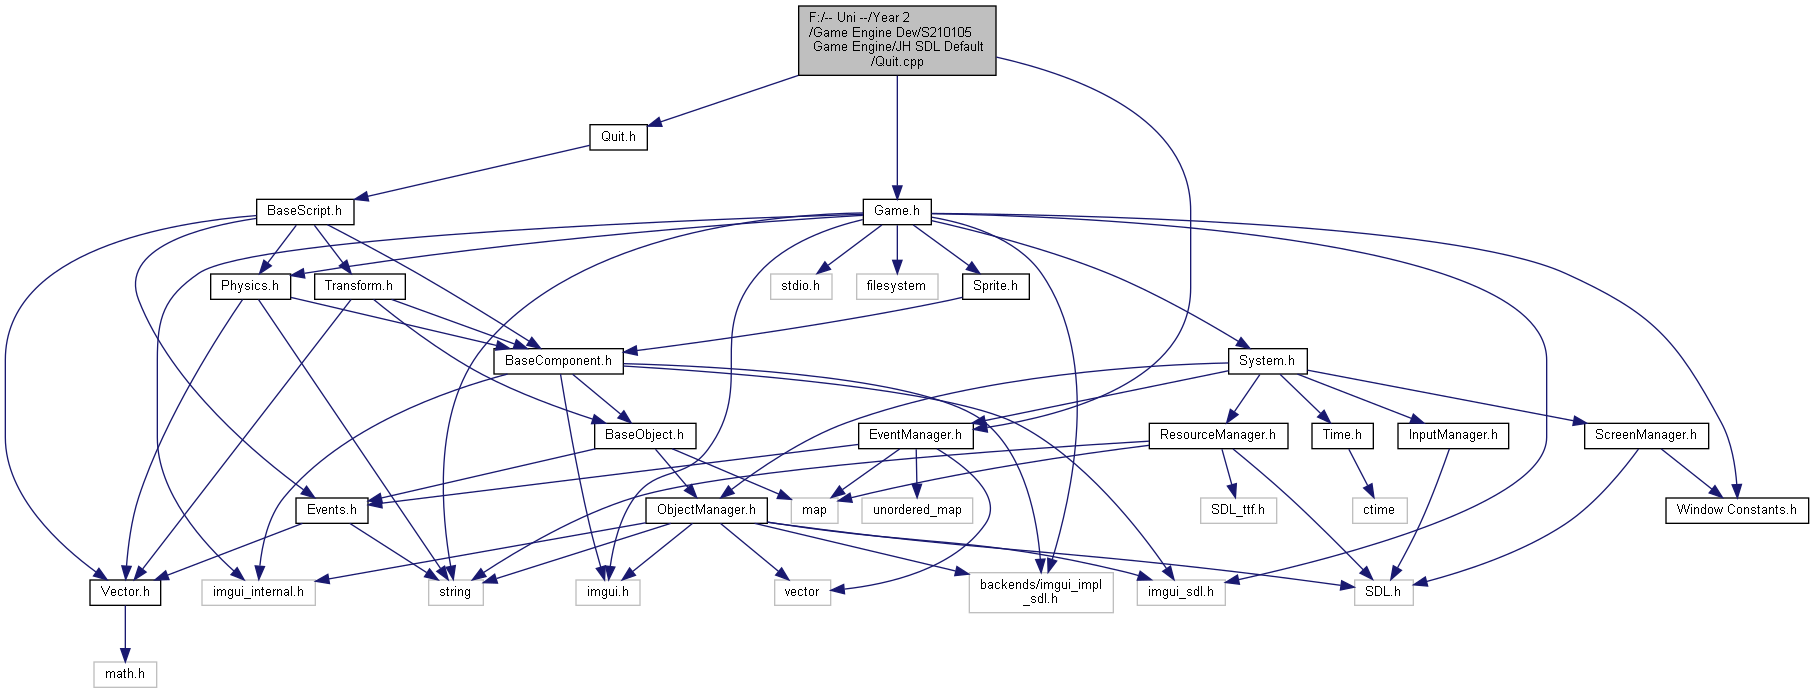 F:/-- Uni --/Year 2
/Game Engine Dev/S210105
Game Engine/JH SDL Default
/Quit.cpp
Quit.h
BaseScript.h
Game.h
Physics.h
Transform.h
stdio.h
filesystem
Sprite.h
BaseComponent.h
System.h
BaseObject.h
EventManager.h
ResourceManager.h
Time.h
InputManager.h
ScreenManager.h
Events.h
ObjectManager.h
map
unordered_map
SDL_ttf.h
ctime
Window Constants.h
Vector.h
imgui_internal.h
string
imgui.h
vector
backends/imgui_impl
_sdl.h
imgui_sdl.h
SDL.h
math.h